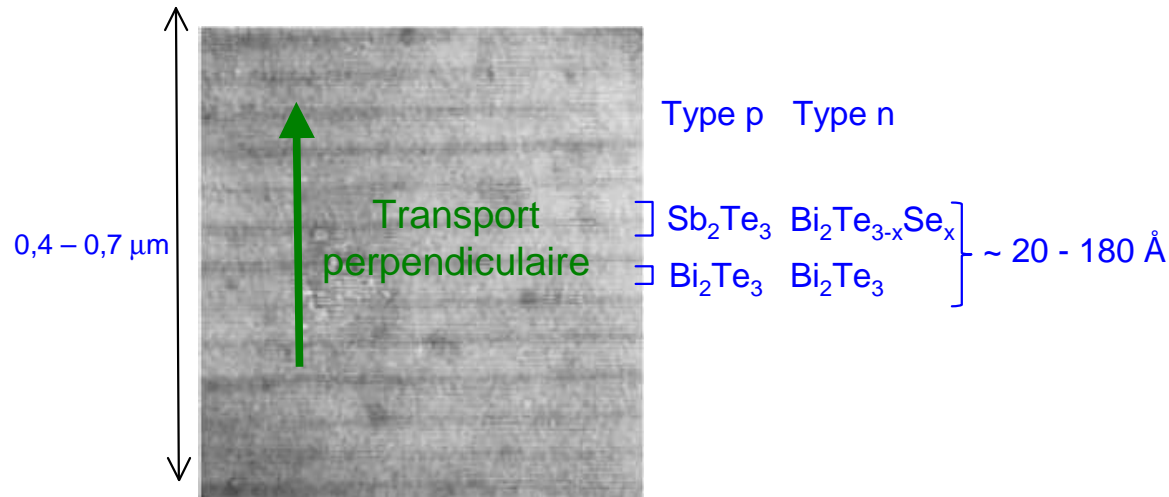 Type p Type n
Transport
perpendiculaire
0,4 – 0,7 μm
Sb₂Te₃ Bi₂Te₃₋ₓSeₓ
~ 20 - 180 Å
Bi₂Te₃ Bi₂Te₃